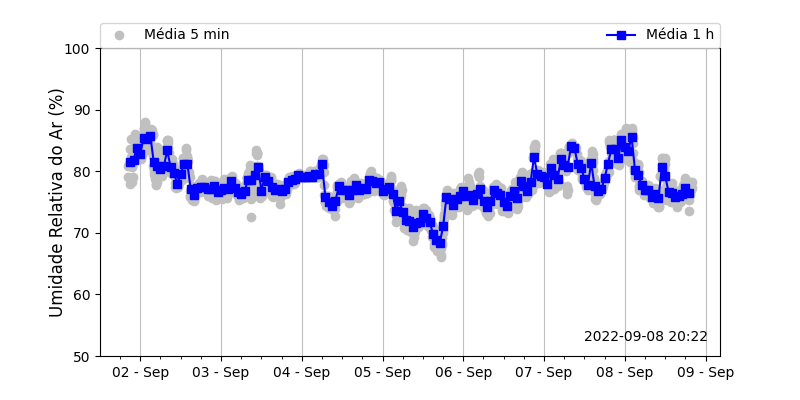 Média 5 min
Média 1 h
100
90
80
70
60
50
Umidade Relativa do Ar (%)
2022-09-08 20:22
02 - Sep
03 - Sep
04 - Sep
05 - Sep
06 - Sep
07 - Sep
08 - Sep
09 - Sep